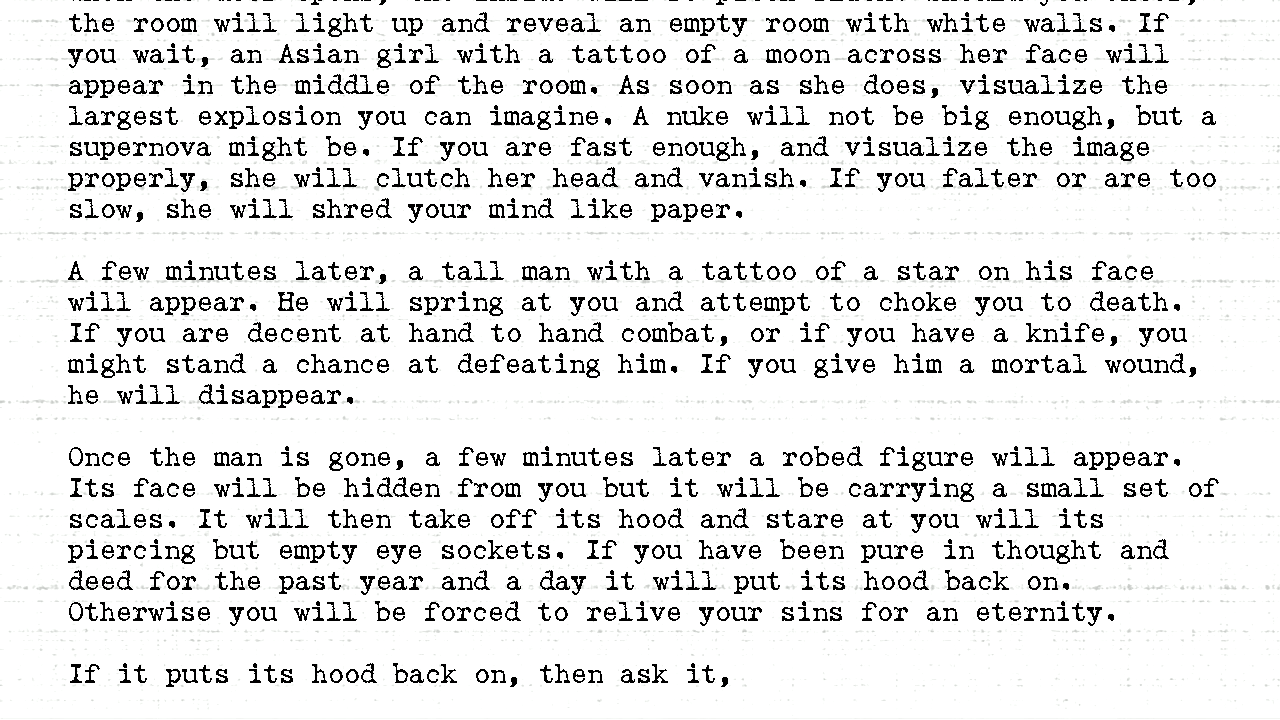 the room will light up and reveal an empty room with white walls. If
you wait, an Asian girl with a tattoo of a moon across her face will
appear in the middle of the room. As soon as she does, visualize the
largest explosion you can imagine. A nuke will not be big enough, but a
supernova might be. If you are fast enough, and visualize the image
properly, she will clutch her head and vanish. If you falter or are too
slow, she will shred your mind like paper.
A few minutes later, a tall man with a tattoo of a star on his face
will appear. He will spring at you and attempt to choke you to death.
If you are decent at hand to hand combat, or if you have a knife, you
might stand a chance at defeating him. If you give him a mortal wound,
he will disappear.
Once the man is gone, a few minutes later a robed figure will appear.
Its face will be hidden from you but it will be carrying a small set of
scales. It will then take off its hood and stare at you will its
piercing but empty eye sockets. If you have been pure in thought and
deed for the past year and a day it will put its hood back on.
Otherwise you will be forced to relive your sins for an eternity.
If it puts its hood back on, then ask it,